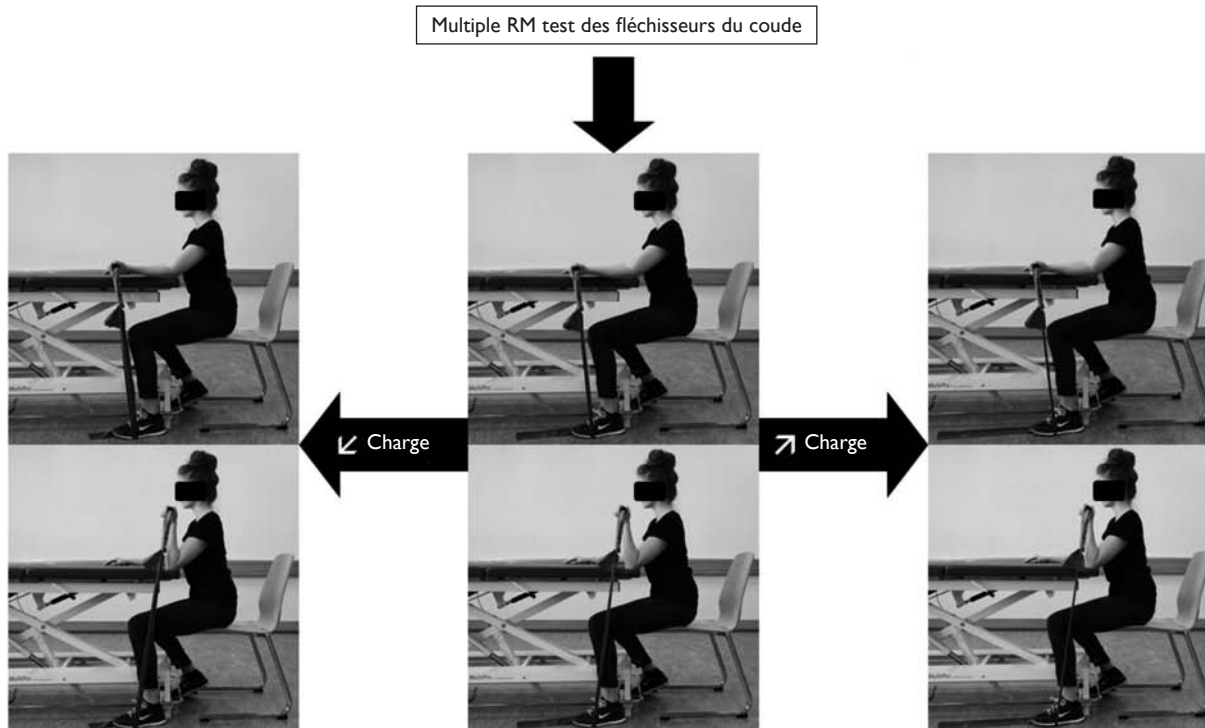 Multiple RM test des fléchisseurs du coude
↙ Charge
↗ Charge